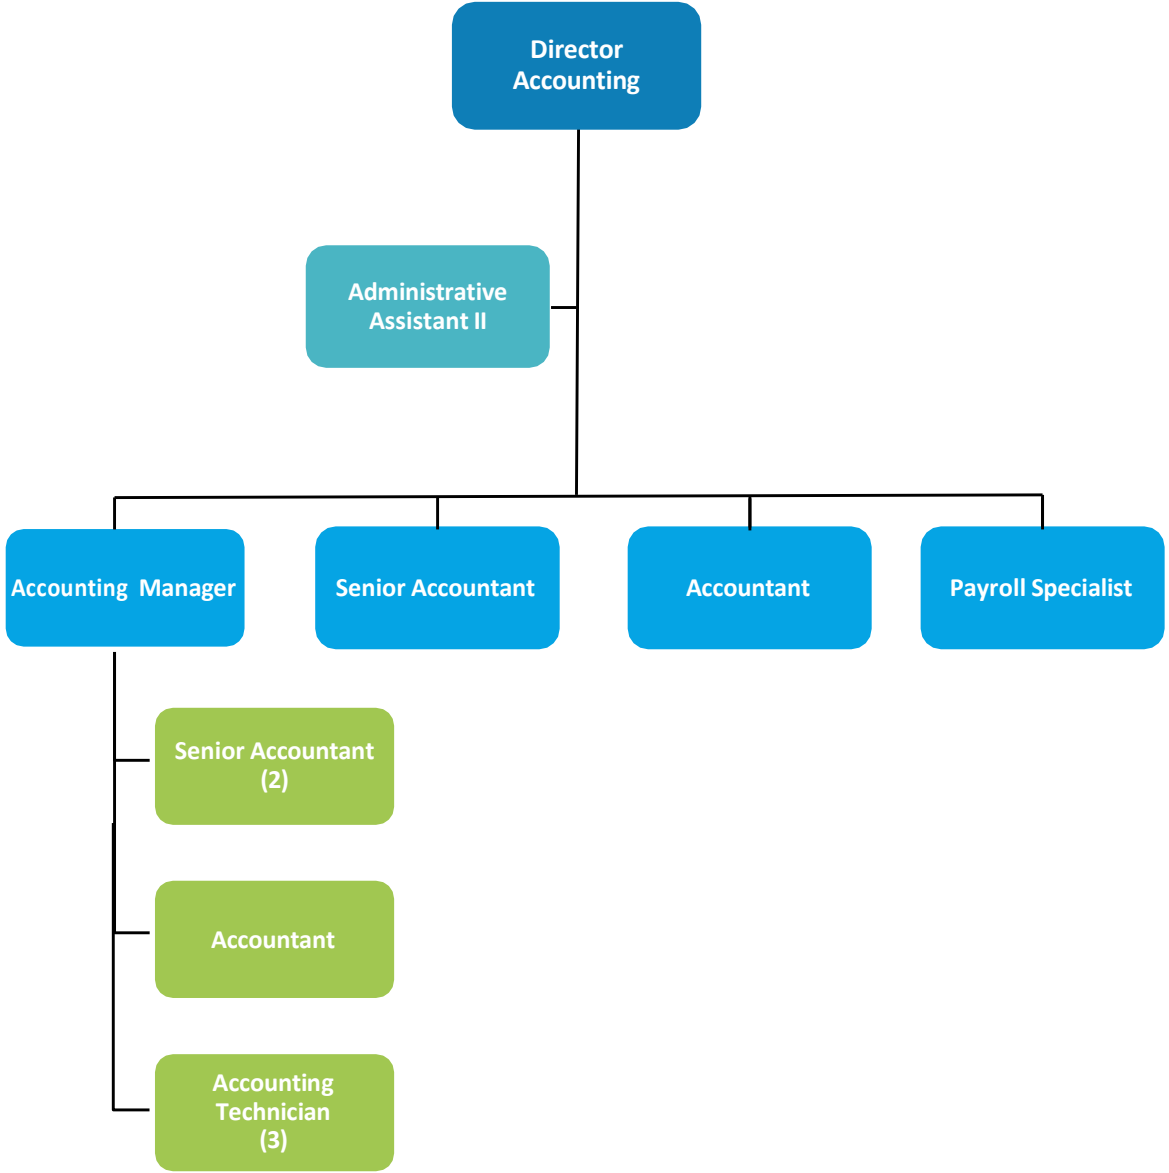 Director
Accounting
Administrative
Assistant II
Accounting Manager
Senior Accountant
Accountant
Payroll Specialist
Senior Accountant
(2)
Accountant
Accounting
Technician
(3)